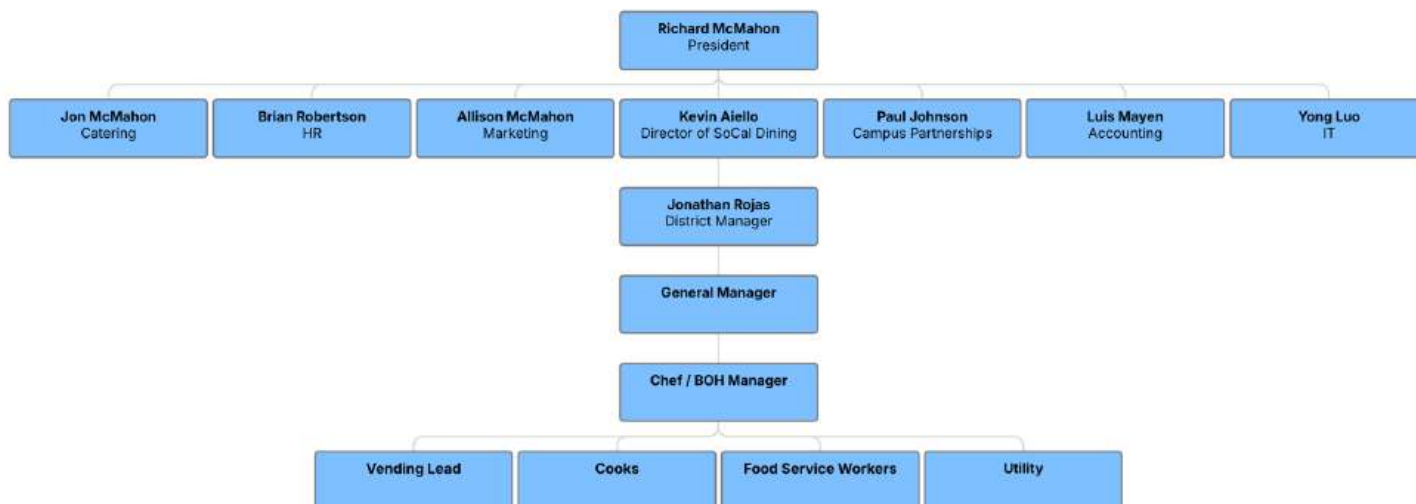 Richard McMahon
President
Jon McMahon
Catering
Brian Robertson
HR
Allison McMahon
Marketing
Kevin Aiello
Director of SoCal Dining
Paul Johnson
Campus Partnerships
Luis Mayen
Accounting
Yong Luo
IT
Jonathan Rojas
District Manager
General Manager
Chef / BOH Manager
Vending Lead
Cooks
Food Service Workers
Utility